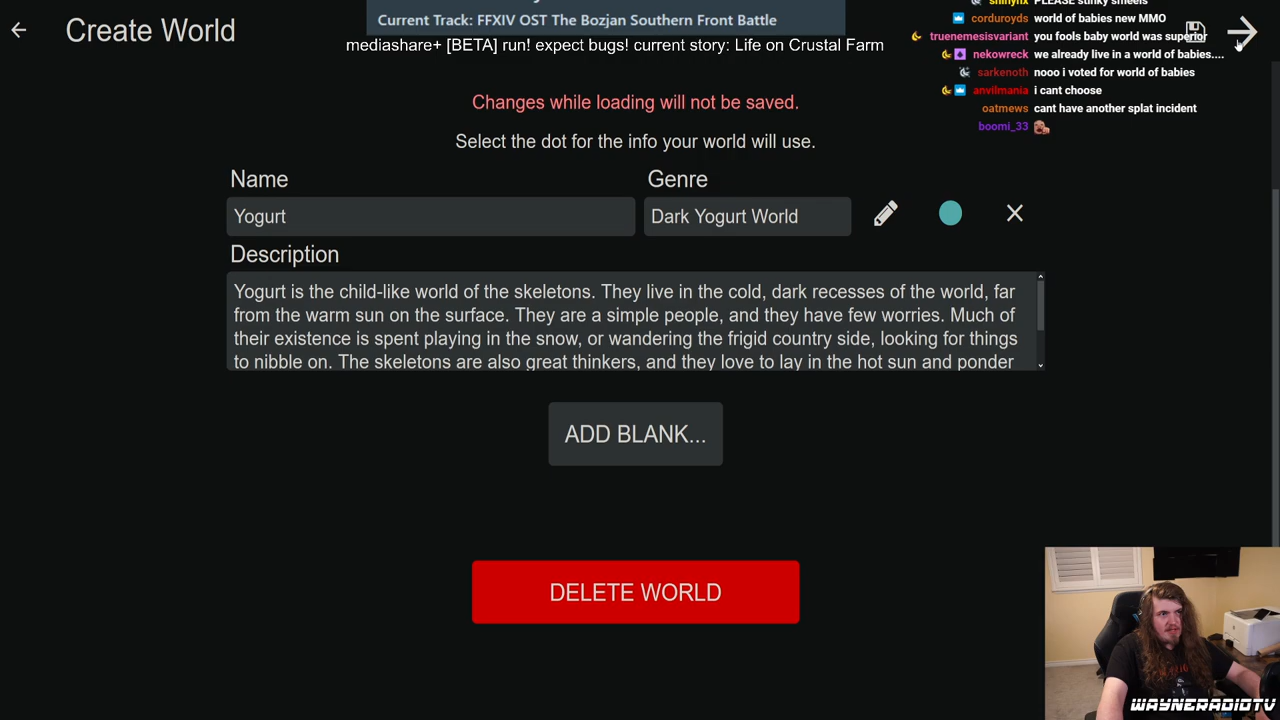 Create World
Current Track: FFXIV OST The Bozjan Southern Front Battle
mediashare+ [BETA] run! expect bugs! current story: Life on Crustal Farm
shinyhx PLEASE stinky smeels
corduroyds world of babies new MMO
truenemesisvariant you fools baby world was superior
nekowreck we already live in a world of babies....
sarkenoth nooo i voted for world of babies
anvilmania i cant choose
oatmews cant have another splat incident
boomi_33
Changes while loading will not be saved.
Select the dot for the info your world will use.
Name
Genre
Yogurt
Dark Yogurt World
Description
Yogurt is the child-like world of the skeletons. They live in the cold, dark recesses of the world, far
from the warm sun on the surface. They are a simple people, and they have few worries. Much of
their existence is spent playing in the snow, or wandering the frigid country side, looking for things
to nibble on. The skeletons are also great thinkers, and they love to lay in the hot sun and ponder
ADD BLANK...
DELETE WORLD
WAYNERADIOTV